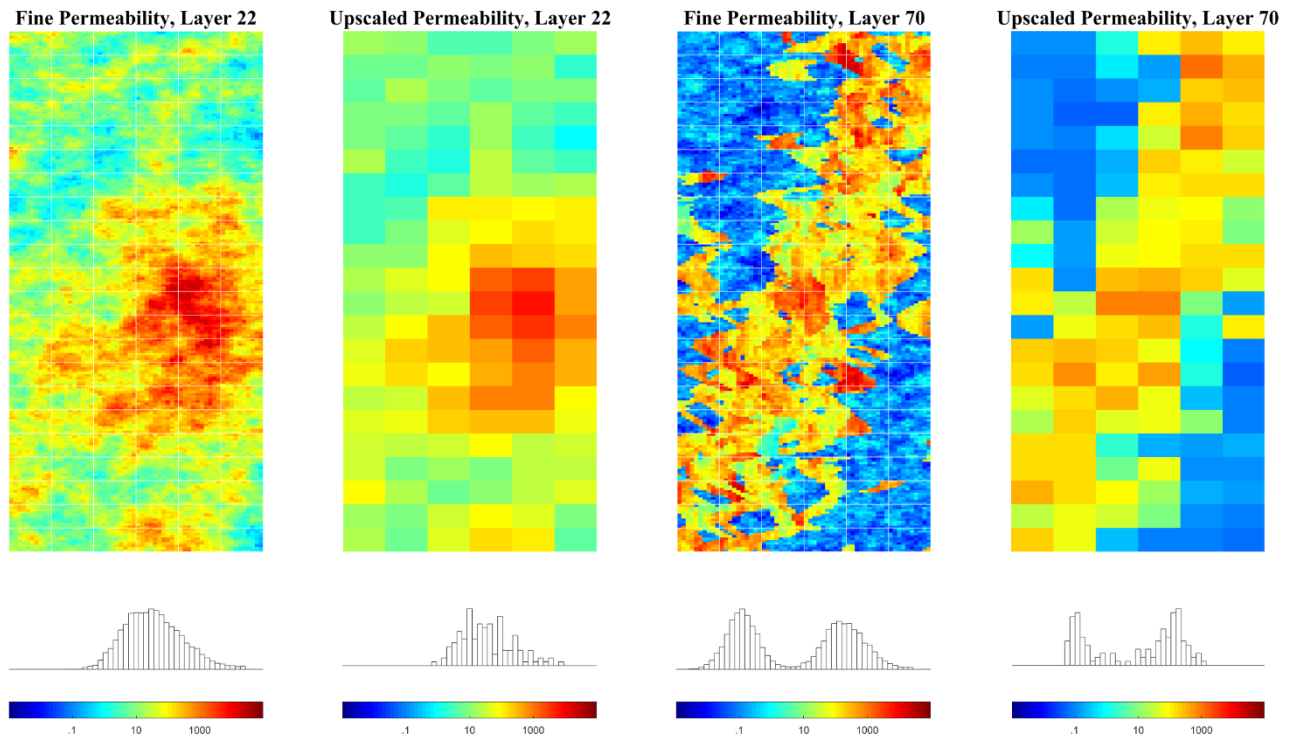 Fine Permeability, Layer 22
Upscaled Permeability, Layer 22
Fine Permeability, Layer 70
Upscaled Permeability, Layer 70
.1 10 1000
.1 10 1000
.1 10 1000
.1 10 1000